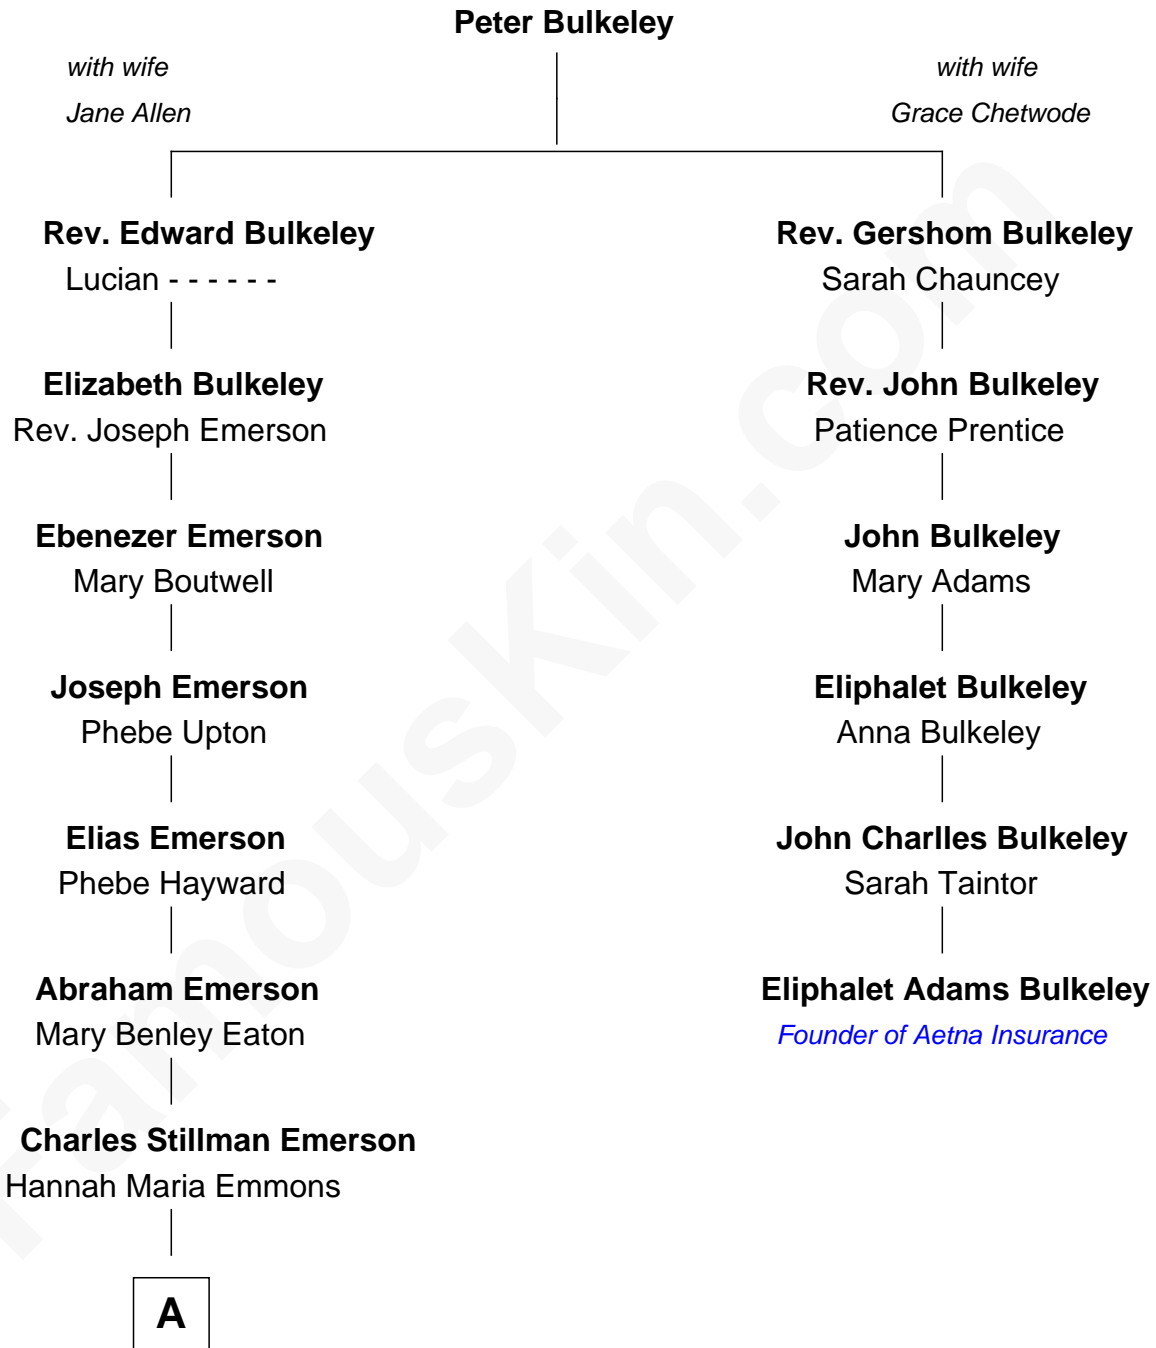 Peter Bulkeley
with wife
Jane Allen
with wife
Grace Chetwode
Rev. Edward Bulkeley
Lucian - - - - - -
Rev. Gershom Bulkeley
Sarah Chauncey
Elizabeth Bulkeley
Rev. Joseph Emerson
Rev. John Bulkeley
Patience Prentice
Ebenezer Emerson
Mary Boutwell
John Bulkeley
Mary Adams
Joseph Emerson
Phebe Upton
Eliphalet Bulkeley
Anna Bulkeley
Elias Emerson
Phebe Hayward
John Charlles Bulkeley
Sarah Taintor
Abraham Emerson
Mary Benley Eaton
Eliphalet Adams Bulkeley
Founder of Aetna Insurance
Charles Stillman Emerson
Hannah Maria Emmons
A
FamousKin.com